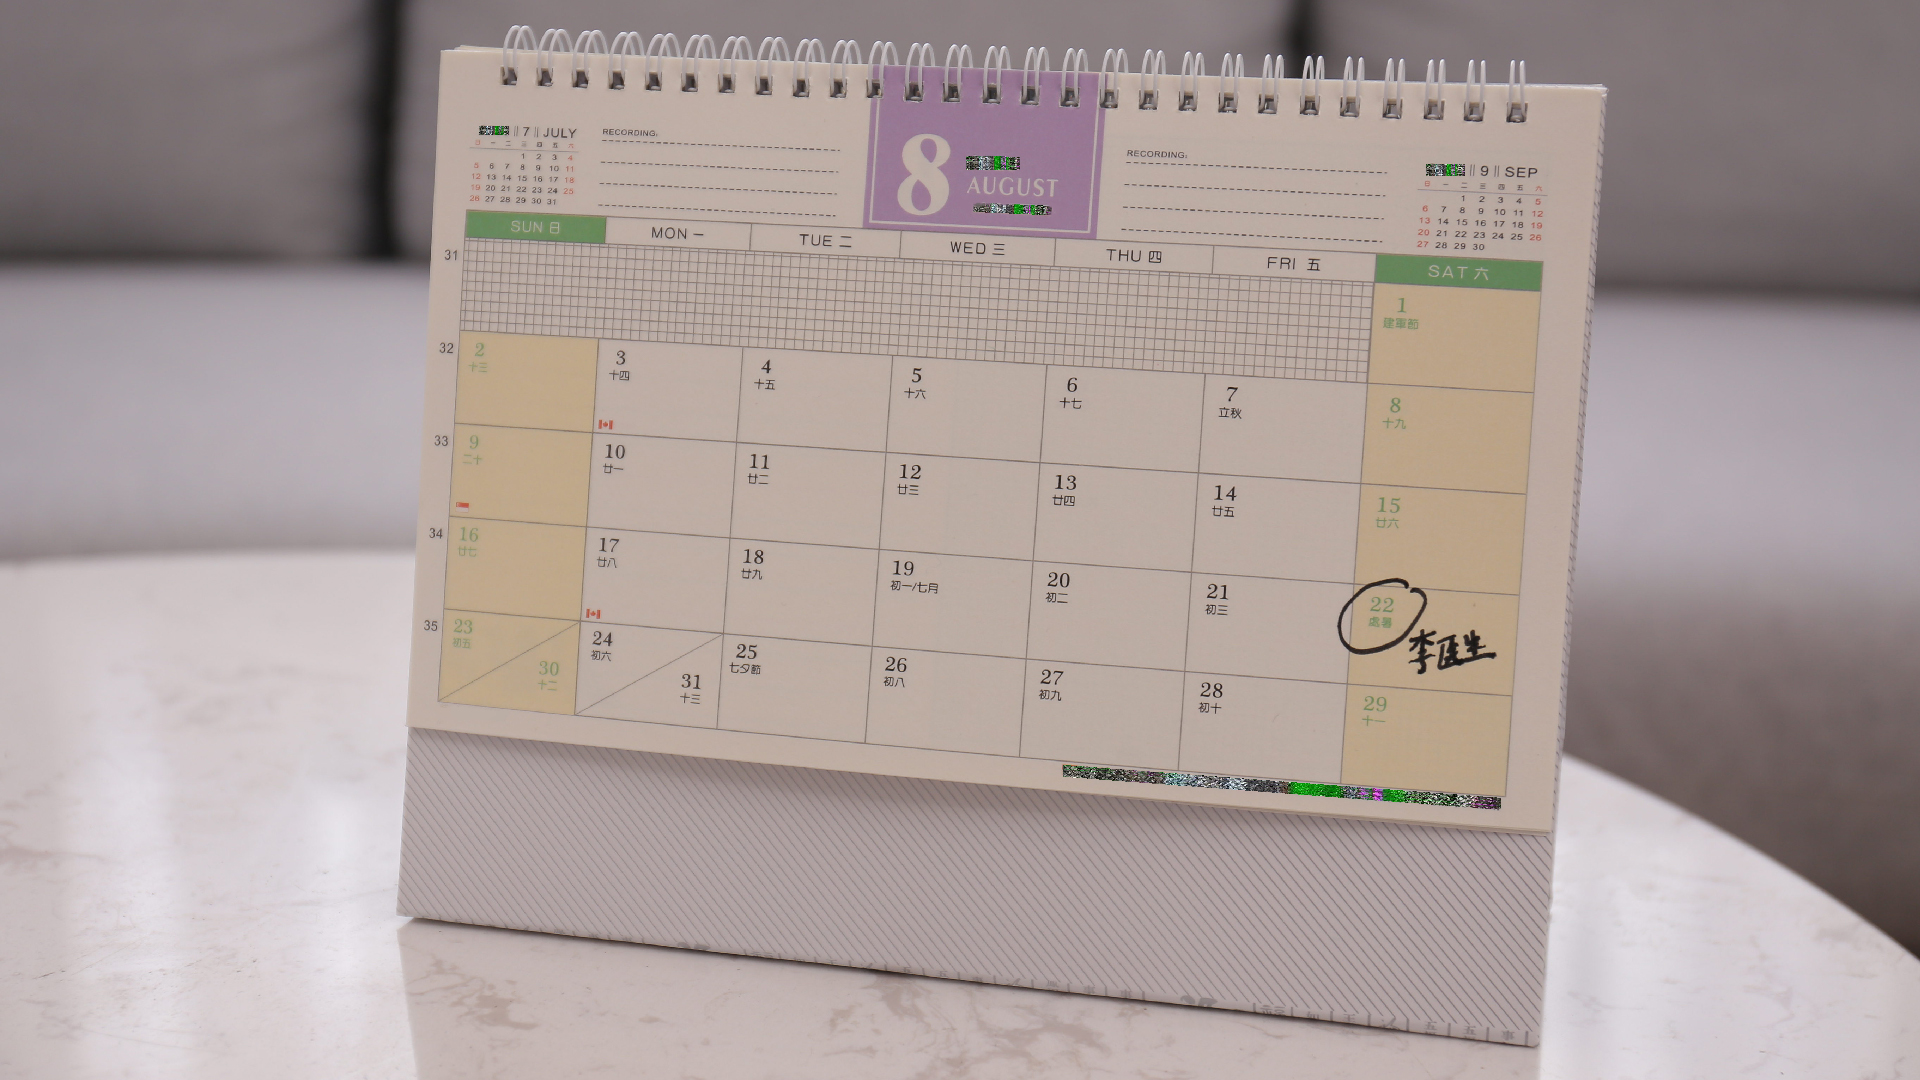 7 JULY
日 一 二 三 四 五 六
1 2 3 4
5 6 7 8 9 10 11
12 13 14 15 16 17 18
19 20 21 22 23 24 25
26 27 28 29 30 31
RECORDING:
8
AUGUST
RECORDING:
9 SEP
日 一 二 三 四 五 六
1 2 3 4 5
6 7 8 9 10 11 12
13 14 15 16 17 18 19
20 21 22 23 24 25 26
27 28 29 30
SUN 日 MON 一 TUE 二 WED 三 THU 四 FRI 五 SAT 六
31 1
建軍節
32 2 3 4 5 6 7 8
十三 十四 十五 十六 十七 立秋 十九
33 9 10 11 12 13 14 15
二十 廿一 廿二 廿三 廿四 廿五 廿六
34 16 17 18 19 20 21 22
廿七 廿八 廿九 初一/七月 初二 初三 處暑
李医生
35 23 24 25 26 27 28 29
初五 初六 七夕節 初八 初九 初十 十一
30 31
十二 十三